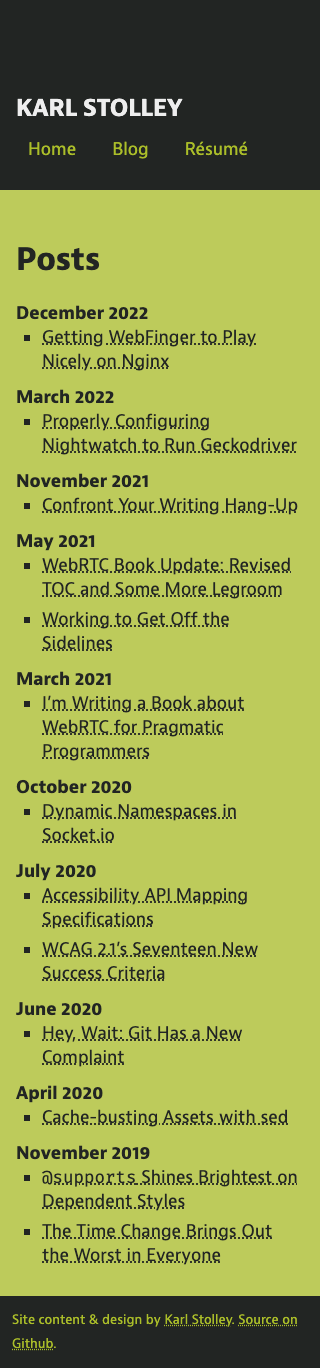 KARL STOLLEY
Home Blog Résumé
Posts
December 2022
Getting WebFinger to Play
Nicely on Nginx
March 2022
Properly Configuring
Nightwatch to Run Geckodriver
November 2021
Confront Your Writing Hang-Up
May 2021
WebRTC Book Update: Revised
TOC and Some More Legroom
Working to Get Off the
Sidelines
March 2021
I’m Writing a Book about
WebRTC for Pragmatic
Programmers
October 2020
Dynamic Namespaces in
Socket.io
July 2020
Accessibility API Mapping
Specifications
WCAG 2.1’s Seventeen New
Success Criteria
June 2020
Hey, Wait: Git Has a New
Complaint
April 2020
Cache-busting Assets with sed
November 2019
@supports Shines Brightest on
Dependent Styles
The Time Change Brings Out
the Worst in Everyone
Site content & design by Karl Stolley. Source on
Github.